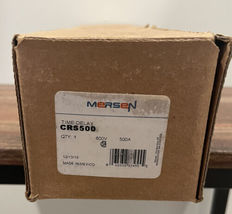 MERSEN
TIME-DELAY
CRS500
QTY: 1 600V 500A
MADE IN MEXICO